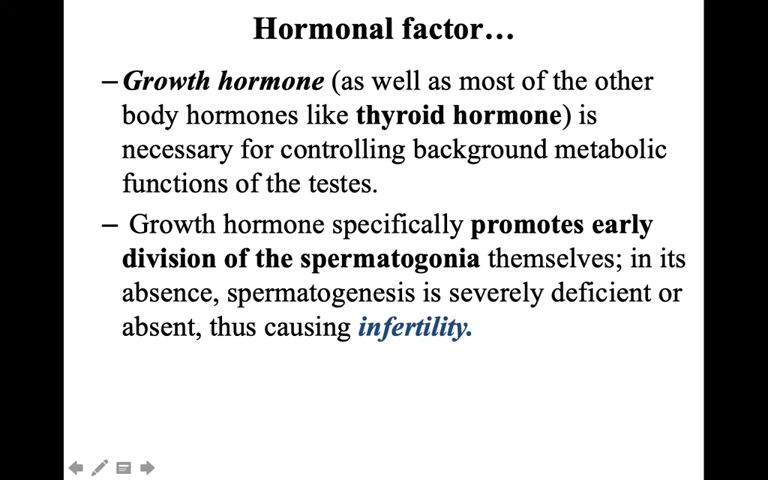 Hormonal factor…
– Growth hormone (as well as most of the other
body hormones like thyroid hormone) is
necessary for controlling background metabolic
functions of the testes.
– Growth hormone specifically promotes early
division of the spermatogonia themselves; in its
absence, spermatogenesis is severely deficient or
absent, thus causing infertility.